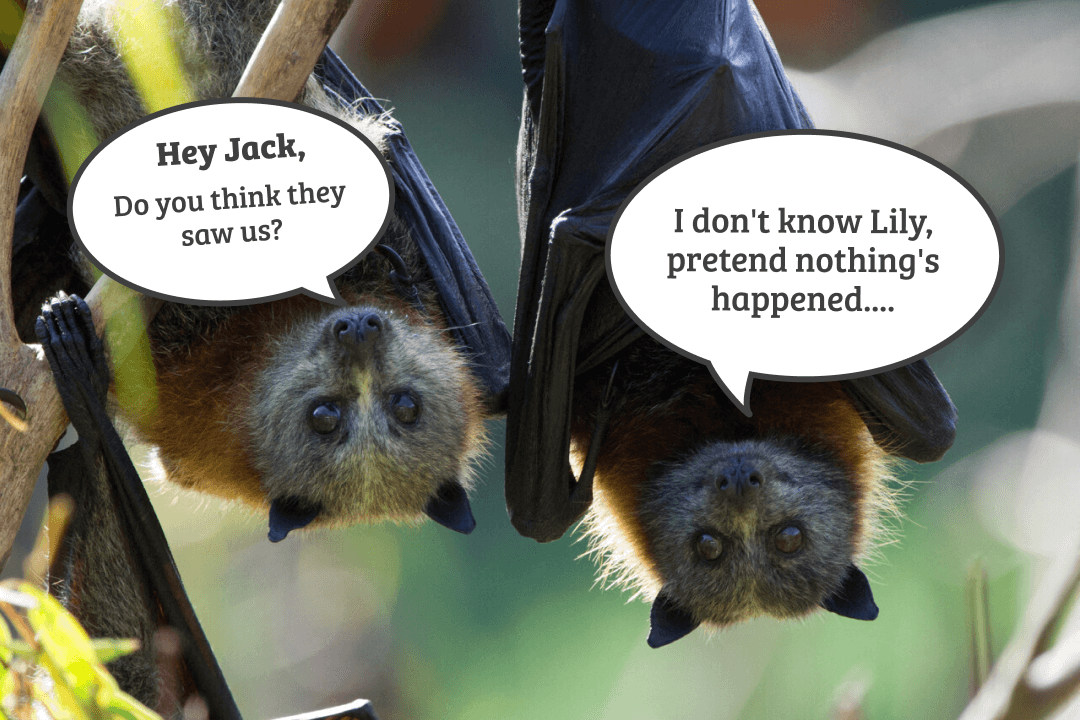 Hey Jack,
Do you think they
saw us?
I don't know Lily,
pretend nothing's
happened....